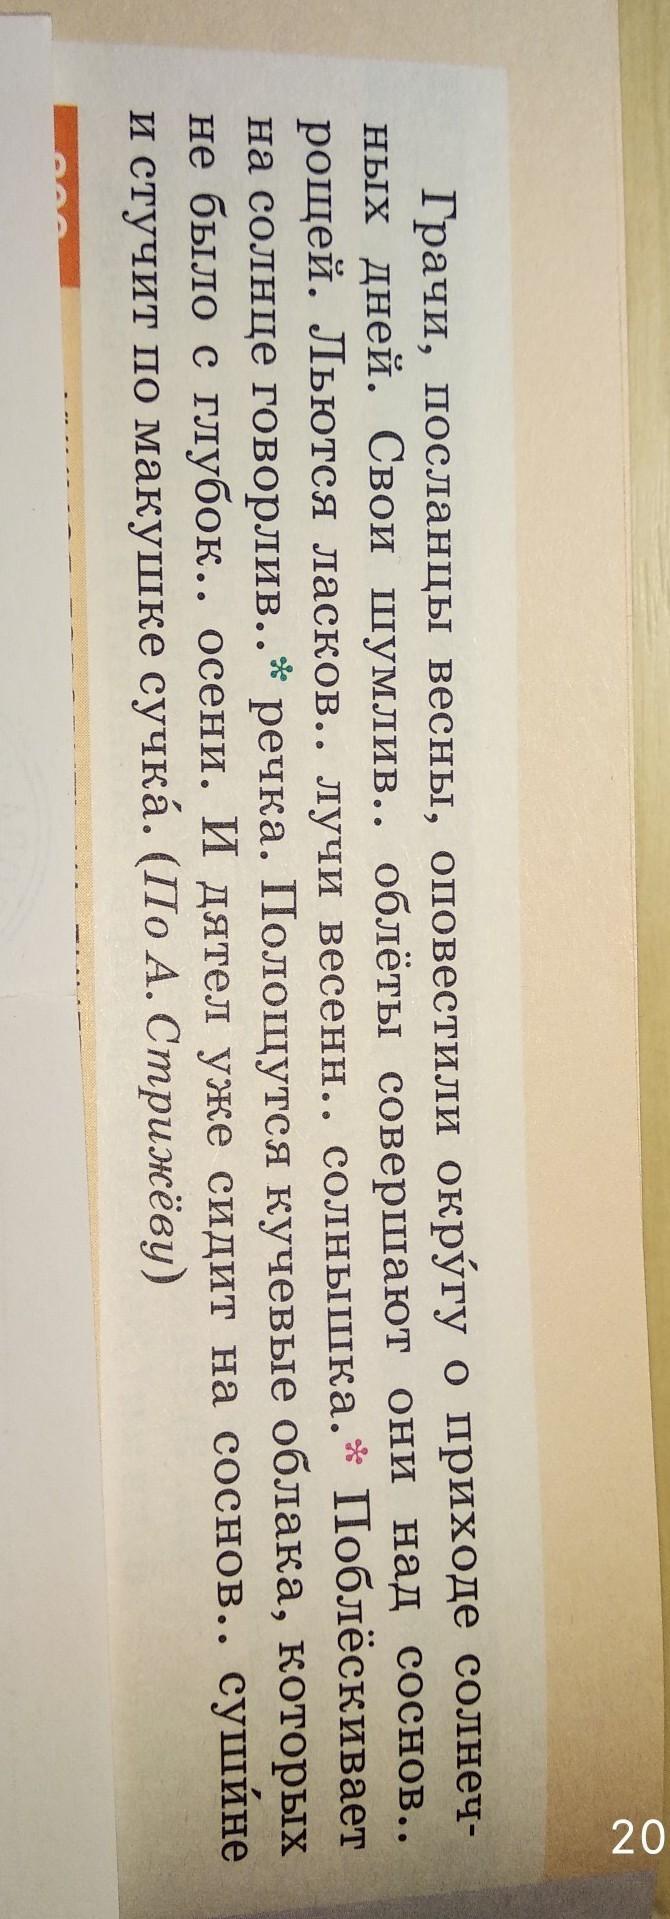 Грачи, посланцы весны, оповестили окру́гу о приходе солнеч-
ных дней. Свои шумлив.. облёты совершают они над соснов..
рощей. Льются ласков.. лучи весенн.. солнышка.* Поблёскивает
на солнце говорлив..* речка. Полощутся кучевые облака, которых
не было с глубок.. осени. И дятел уже сидит на соснов.. суши́не
и стучит по макушке сучка́. (По А. Стрижёву)
20